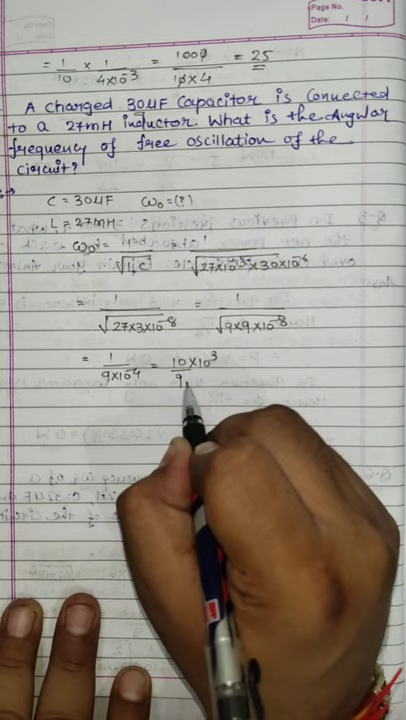 Page No.
Date: / /
= 1/10 × 1/4×10⁻³ = 1000/10×4 = 25
A charged 30µF Capacitor is Connected
to a 27mH inductor. What is the Angular
frequency of free oscillation of the
circuit?
C = 30µF ω₀ = (?)
L = 27mH
ω₀ = 1/√LC = 1/√27×10⁻³×30×10⁻⁶
= 1/√27×3×10⁻⁸ = 1/√9×9×10⁻⁸
= 1/9×10⁻⁴ = 10×10³/9